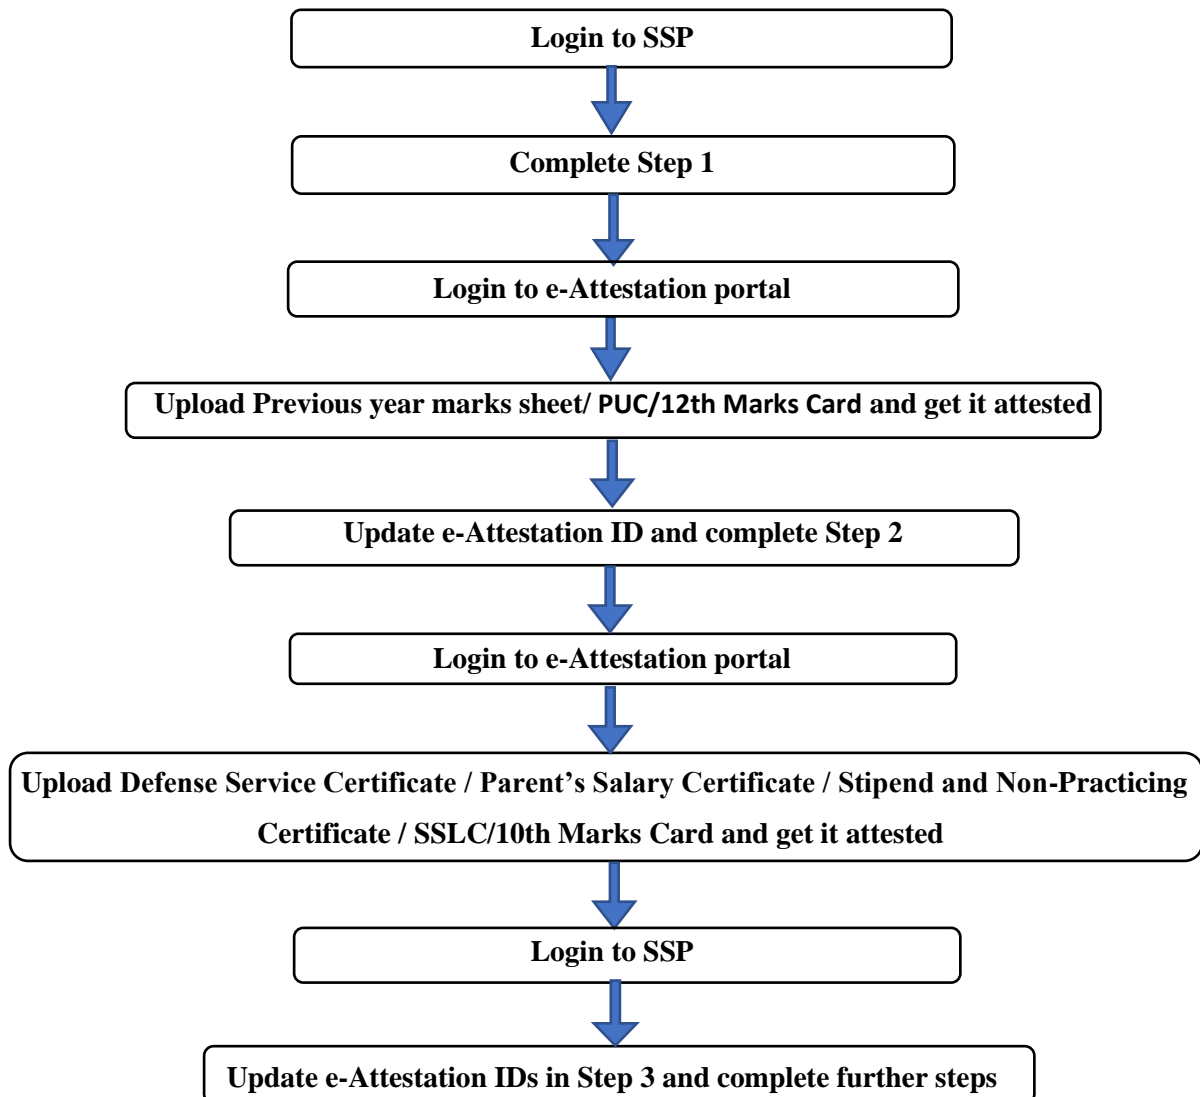 Login to SSP
Complete Step 1
Login to e-Attestation portal
Upload Previous year marks sheet/ PUC/12th Marks Card and get it attested
Update e-Attestation ID and complete Step 2
Login to e-Attestation portal
Upload Defense Service Certificate / Parent’s Salary Certificate / Stipend and Non-Practicing
Certificate / SSLC/10th Marks Card and get it attested
Login to SSP
Update e-Attestation IDs in Step 3 and complete further steps